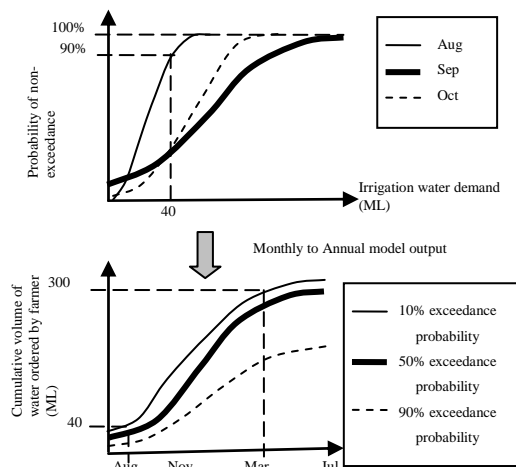 100%
90%
Probability of non-
exceedance
40
Irrigation water demand
(ML)
Aug
Sep
Oct
Monthly to Annual model output
300
40
Cumulative volume of
water ordered by farmer
(ML)
Aug
Nov
Mar
Jul
10% exceedance
probability
50% exceedance
probability
90% exceedance
probability